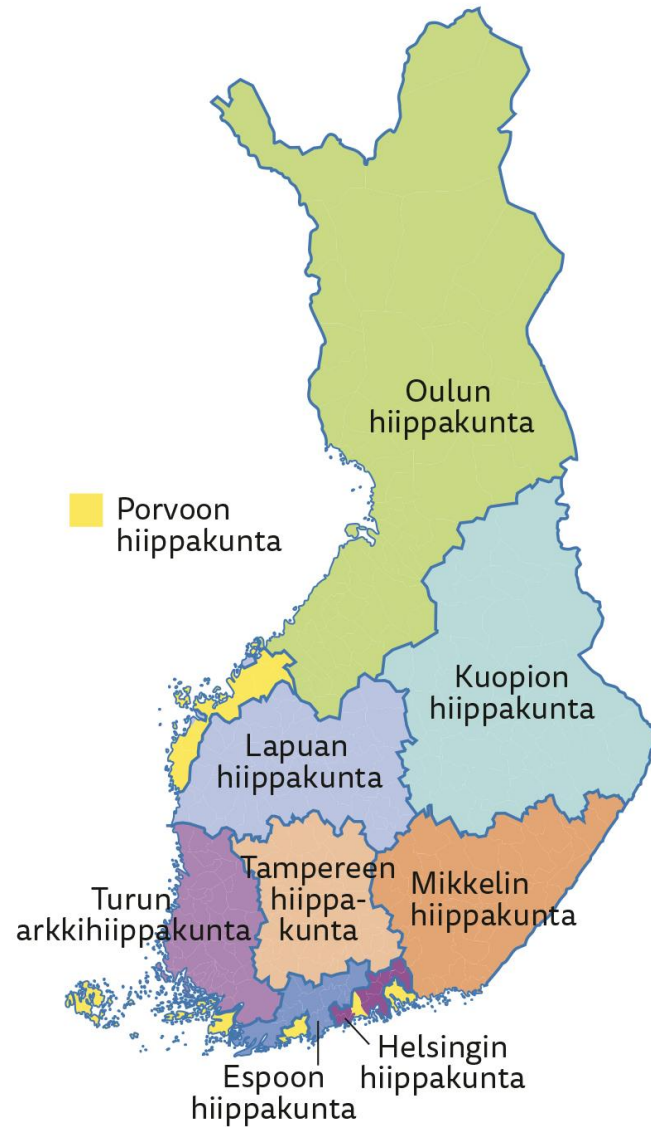 Oulun
hiippakunta
Porvoon
hiippakunta
Kuopion
hiippakunta
Lapuan
hiippakunta
Tampereen
hiippa-
kunta
Mikkelin
hiippakunta
Turun
arkkihiippakunta
Helsingin
hiippakunta
Espoon
hiippakunta